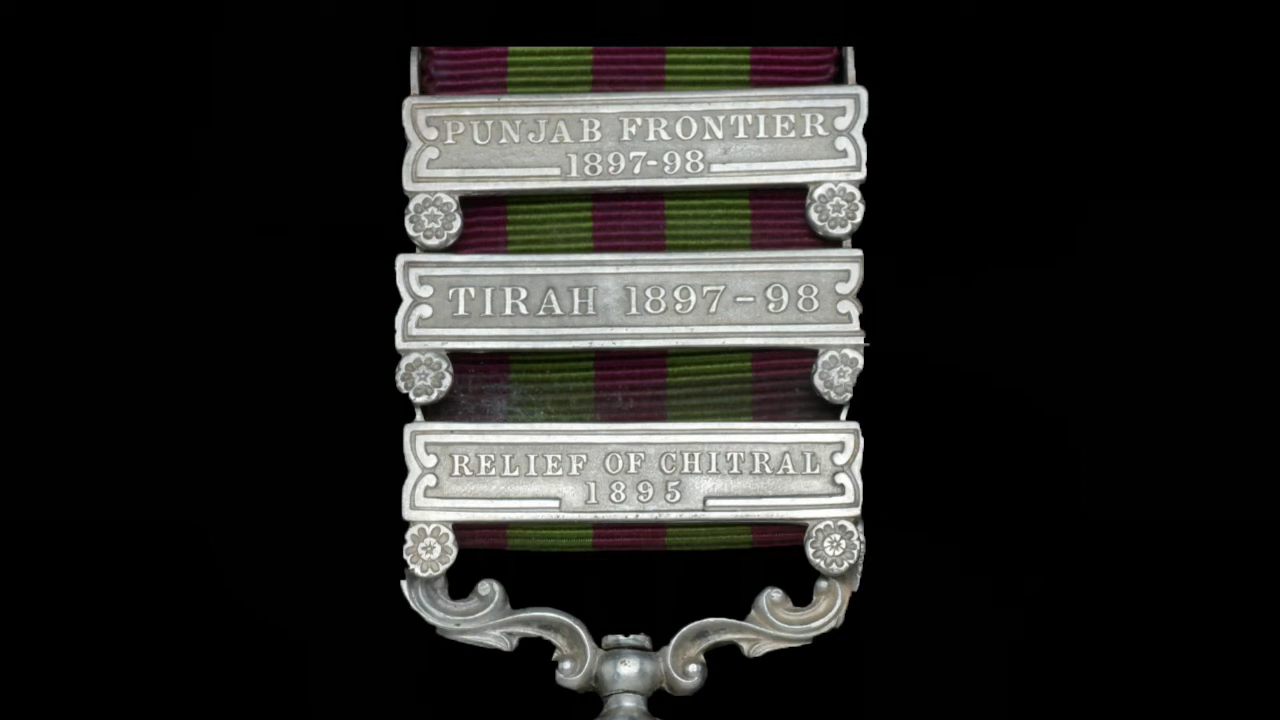 PUNJAB FRONTIER
1897-98
TIRAH 1897-98
RELIEF OF CHITRAL
1895